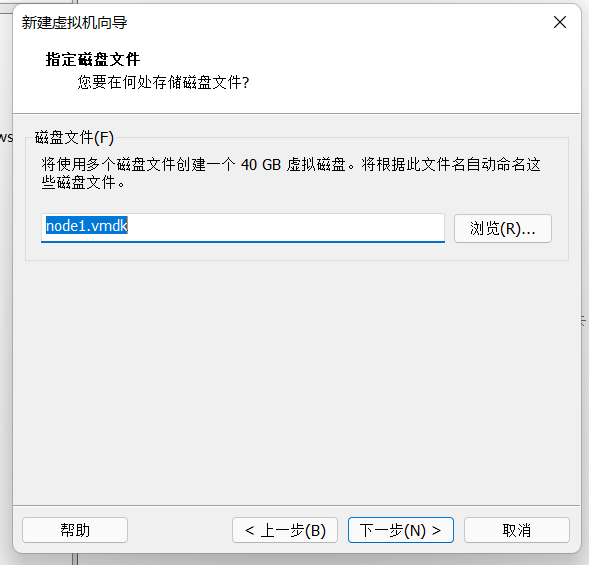 新建虚拟机向导
指定磁盘文件
您要在何处存储磁盘文件?
ws
磁盘文件(F)
将使用多个磁盘文件创建一个 40 GB 虚拟磁盘。将根据此文件名自动命名这
些磁盘文件。
node1.vmdk
浏览(R)...
帮助
< 上一步(B)
下一步(N) >
取消